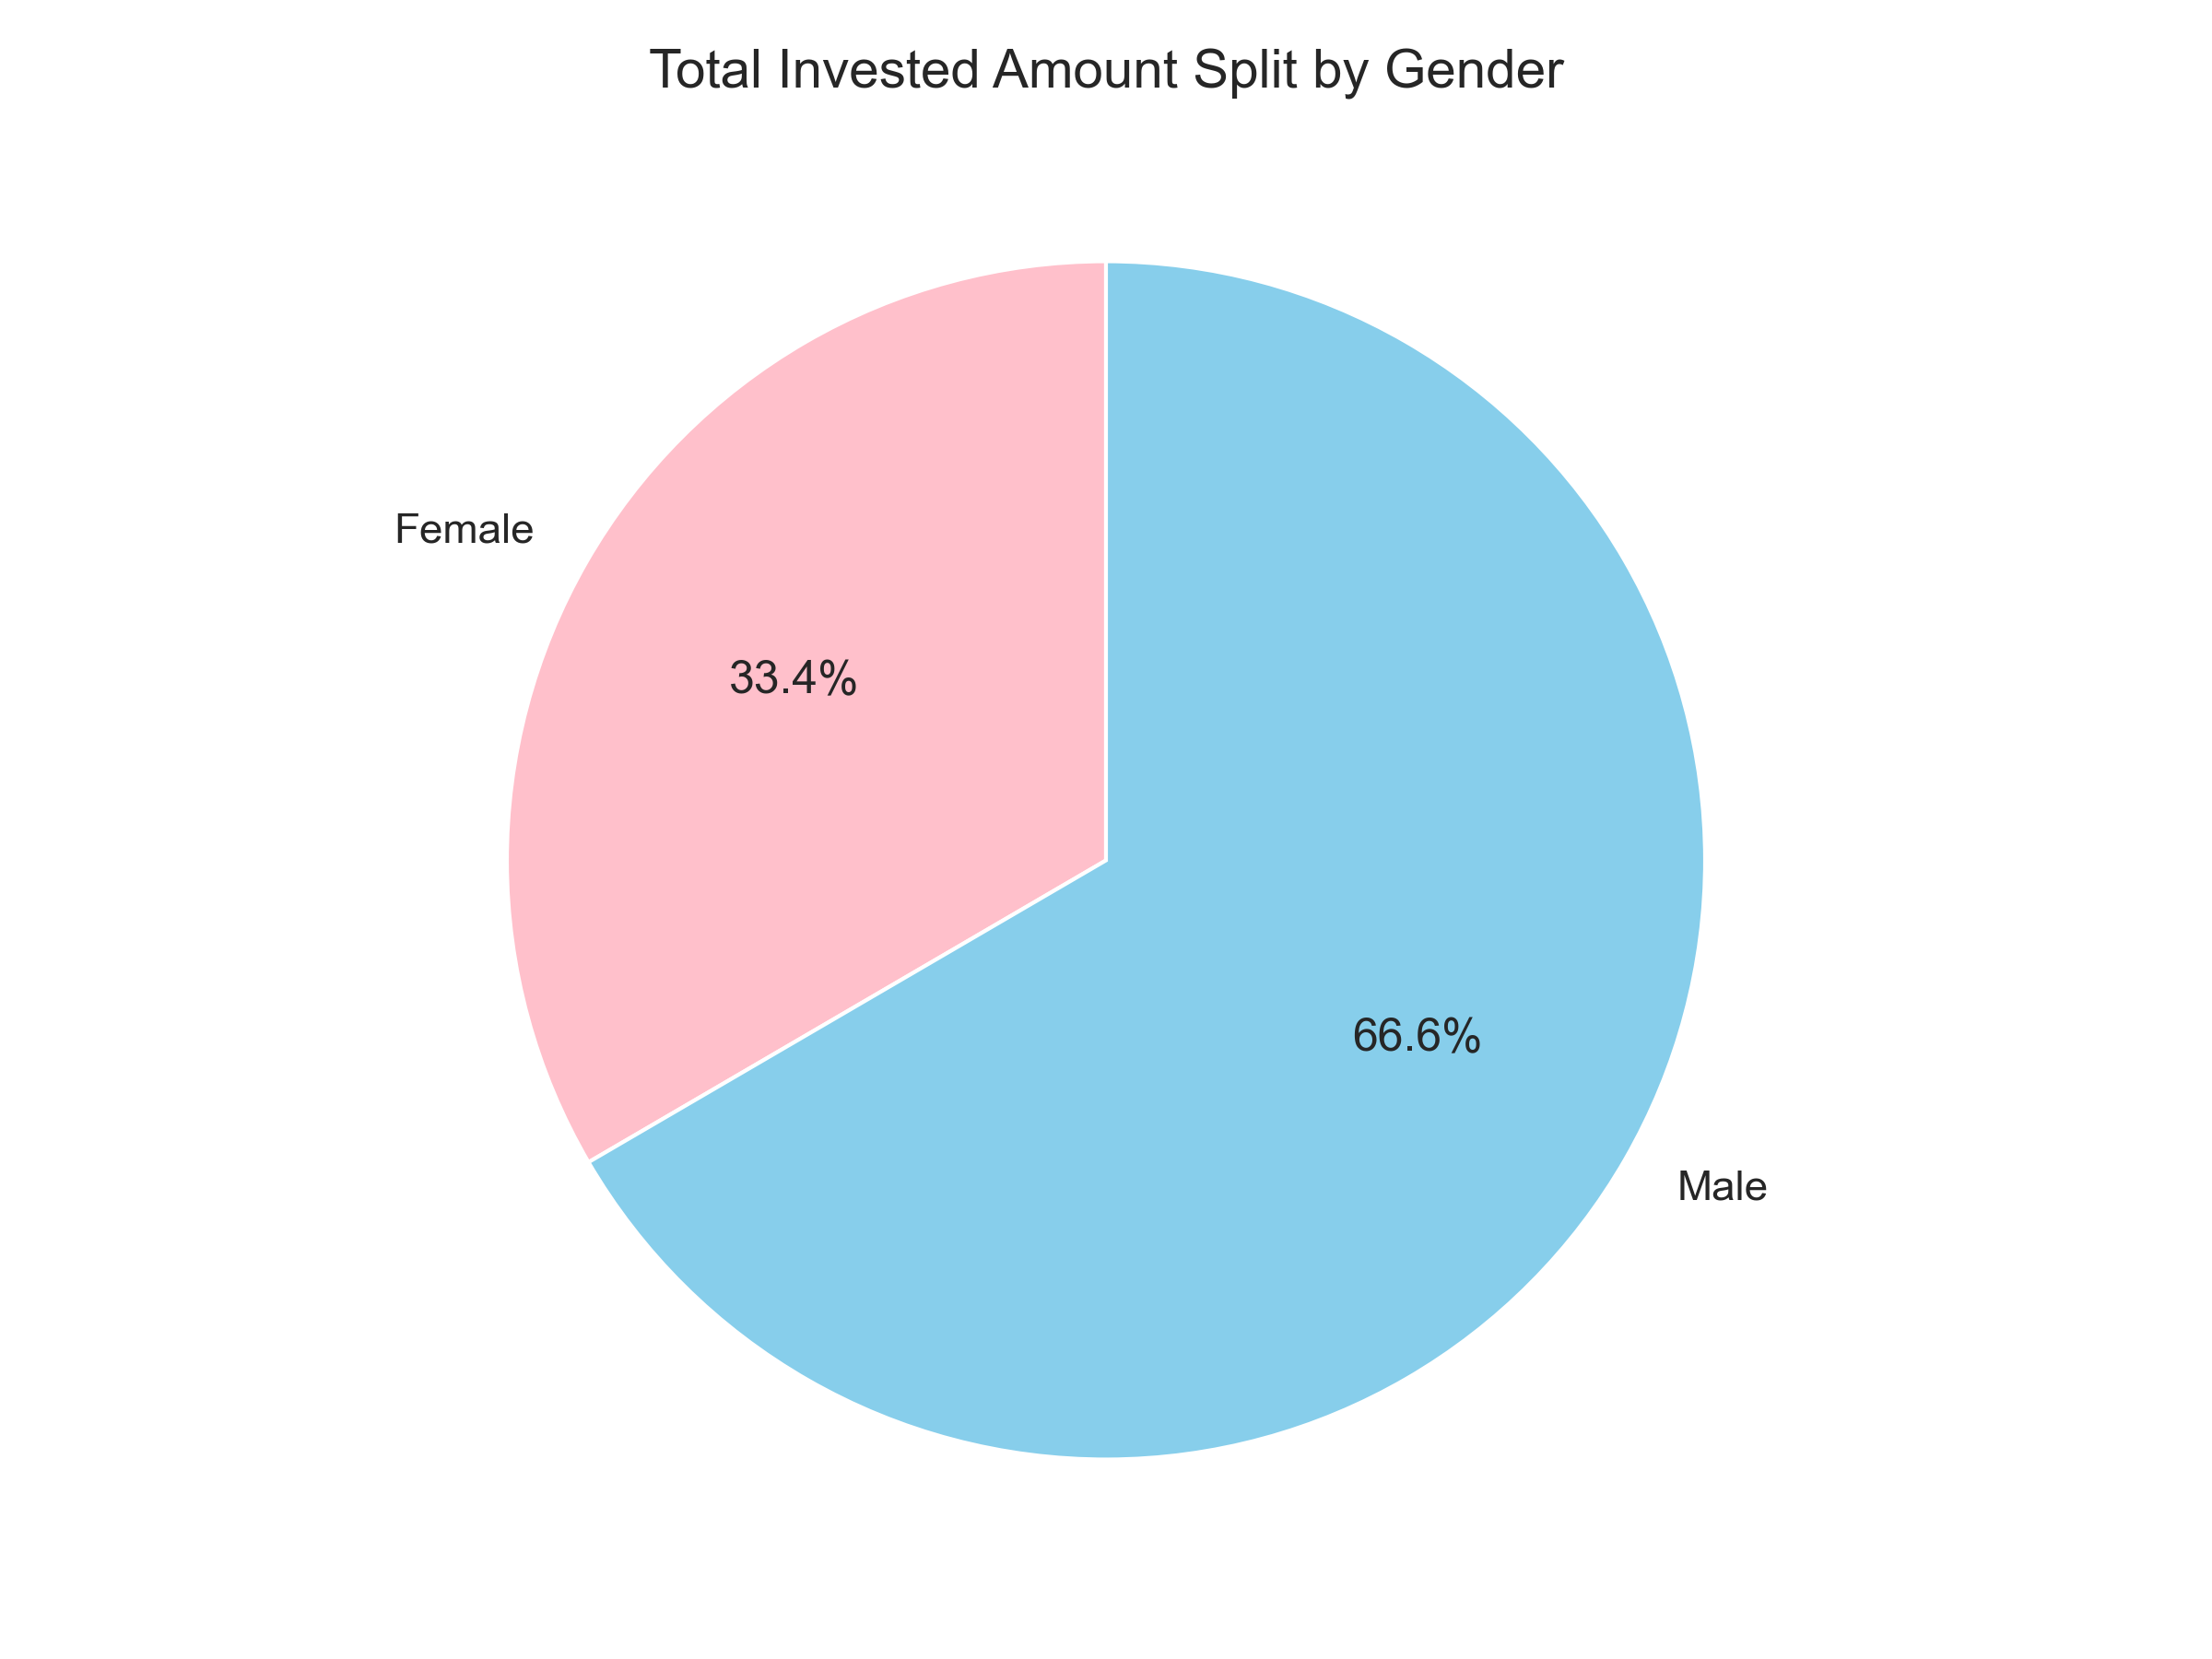 Total Invested Amount Split by Gender
Female
33.4%
66.6%
Male